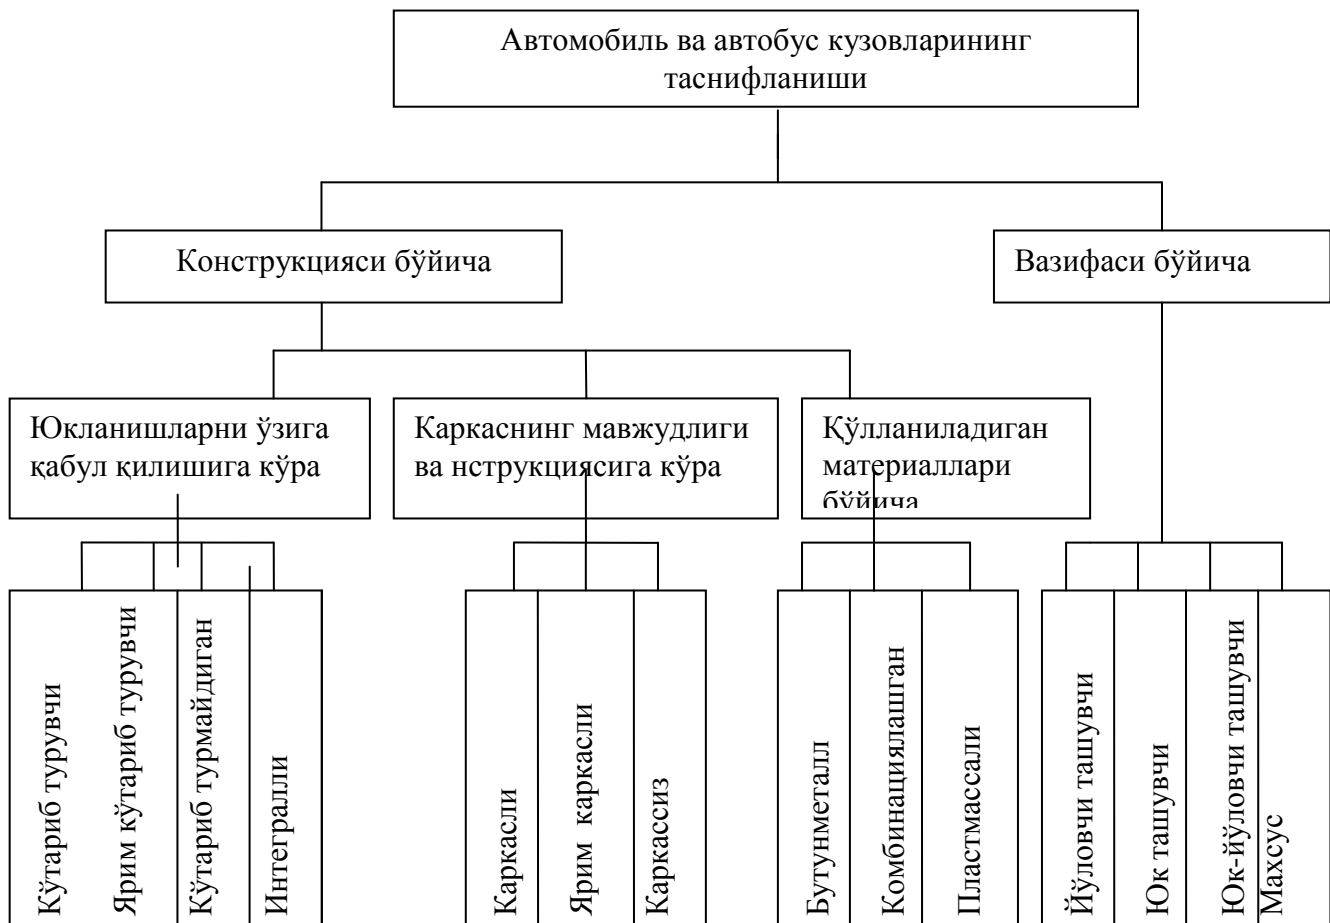 Автомобиль ва автобус кузовларининг
таснифланиши
Конструкцияси бўйича
Вазифаси бўйича
Юкланишларни ўзига
қабул қилишига кўра
Каркаснинг мавжудлиги
ва нструкциясига кўра
Қўлланиладиган
материаллари
бўйича
Кўтариб турувчи
Ярим кўтариб турувчи
Кўтариб турмайдиган
Интегралли
Каркасли
Ярим каркасли
Каркассиз
Бутунметалл
Комбинациялашган
Пластмассали
Йўловчи ташувчи
Юк ташувчи
Юк-йўловчи ташувчи
Махсус